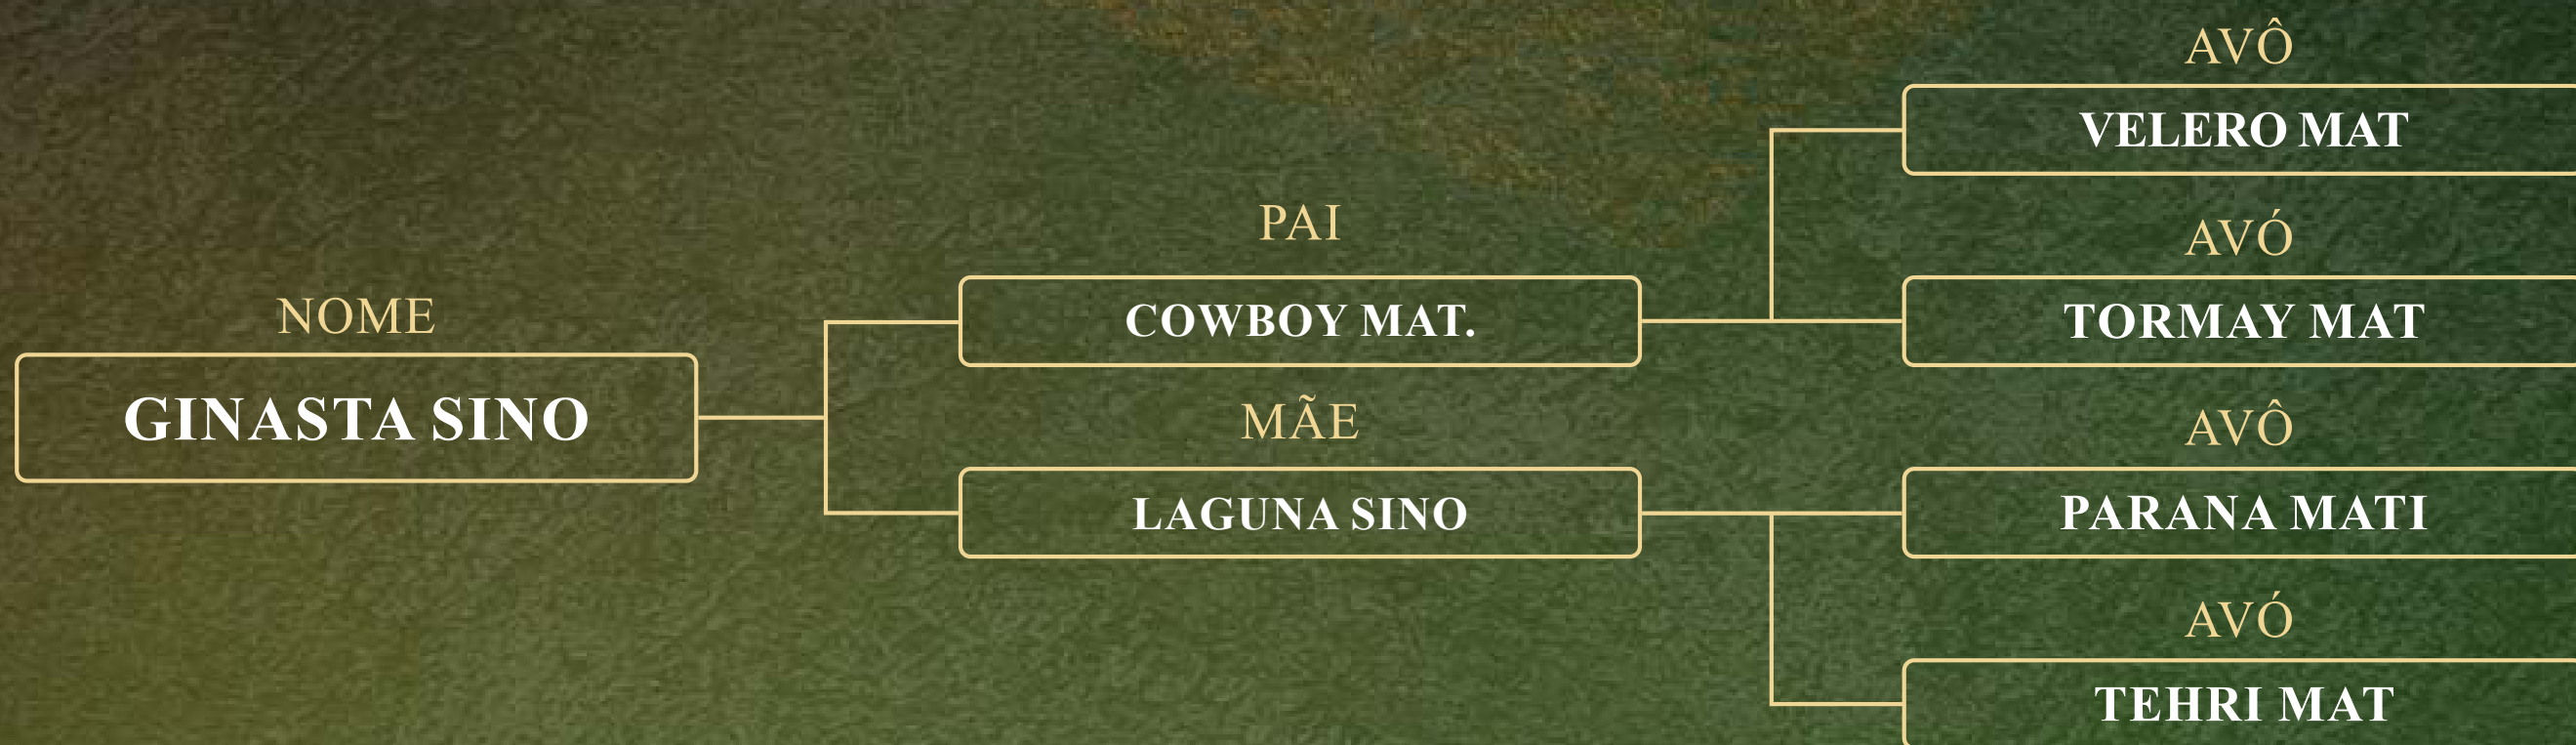 NOME
GINASTA SINO
PAI
COWBOY MAT.
MÃE
LAGUNA SINO
AVÔ
VELERO MAT
AVÓ
TORMAY MAT
AVÔ
PARANA MATI
AVÓ
TEHRI MAT